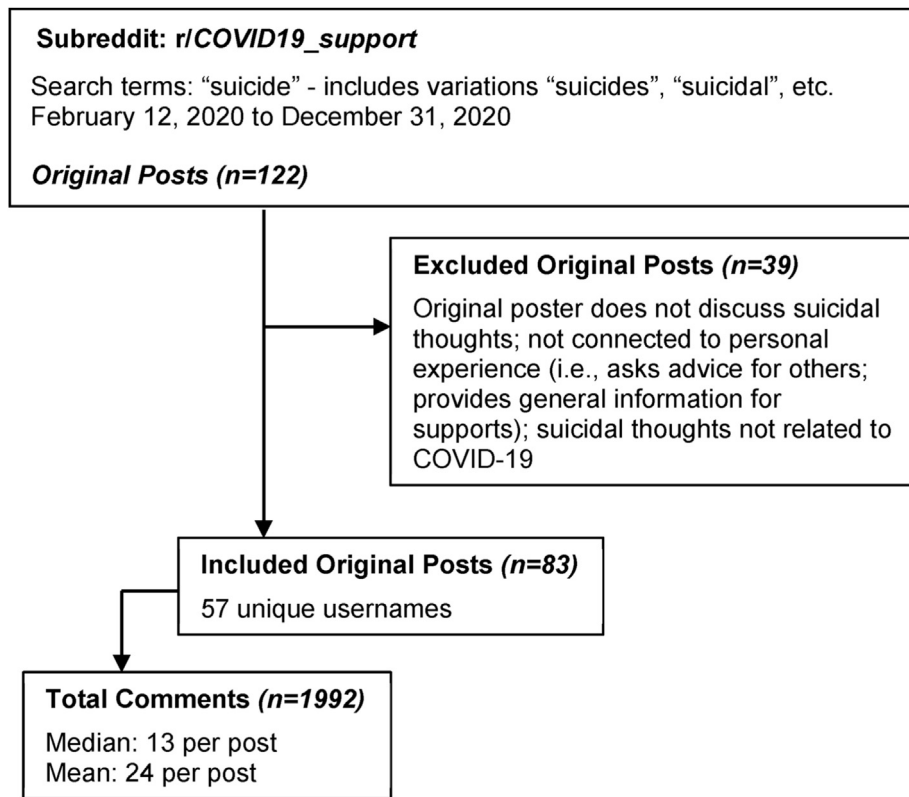 Subreddit: r/COVID19_support
Search terms: “suicide” - includes variations “suicides”, “suicidal”, etc.
February 12, 2020 to December 31, 2020
Original Posts (n=122)
Excluded Original Posts (n=39)
Original poster does not discuss suicidal
thoughts; not connected to personal
experience (i.e., asks advice for others;
provides general information for
supports); suicidal thoughts not related to
COVID-19
Included Original Posts (n=83)
57 unique usernames
Total Comments (n=1992)
Median: 13 per post
Mean: 24 per post